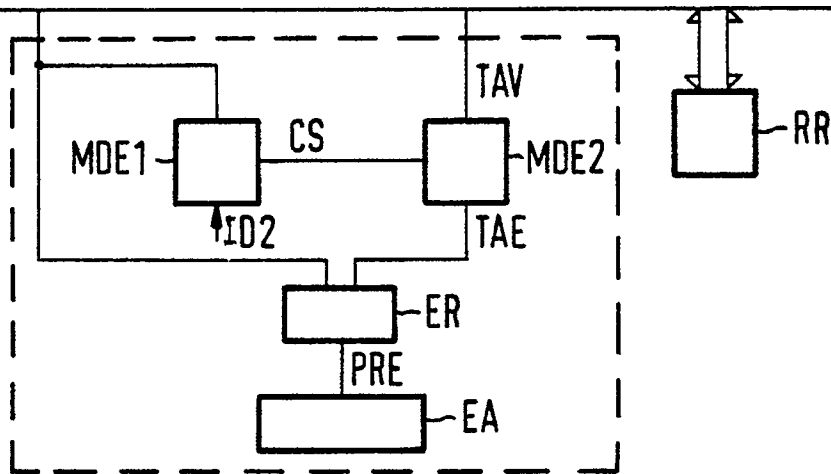 TAV
RR
CS
MDE1
MDE2
ID2
TAE
ER
PRE
EA